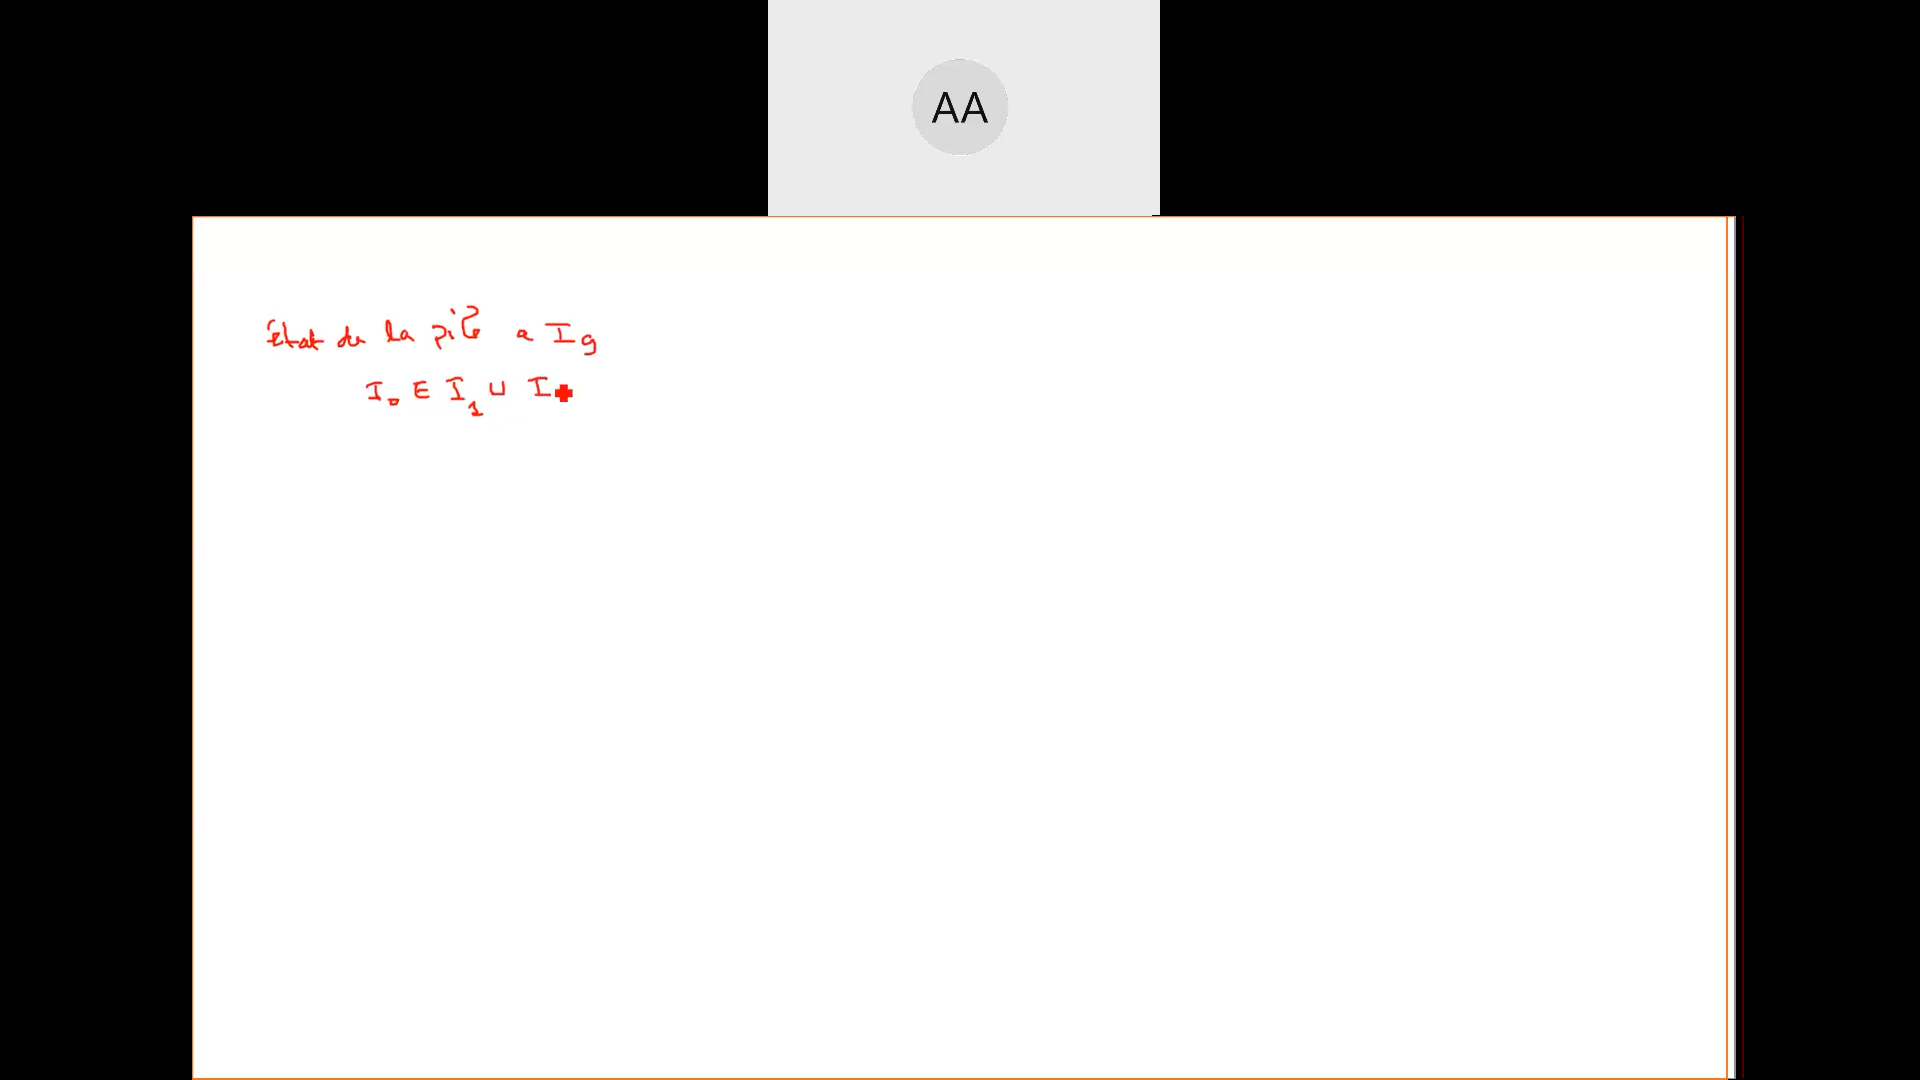 AA
état de la pile a I₉
I₀ E I₁ U I